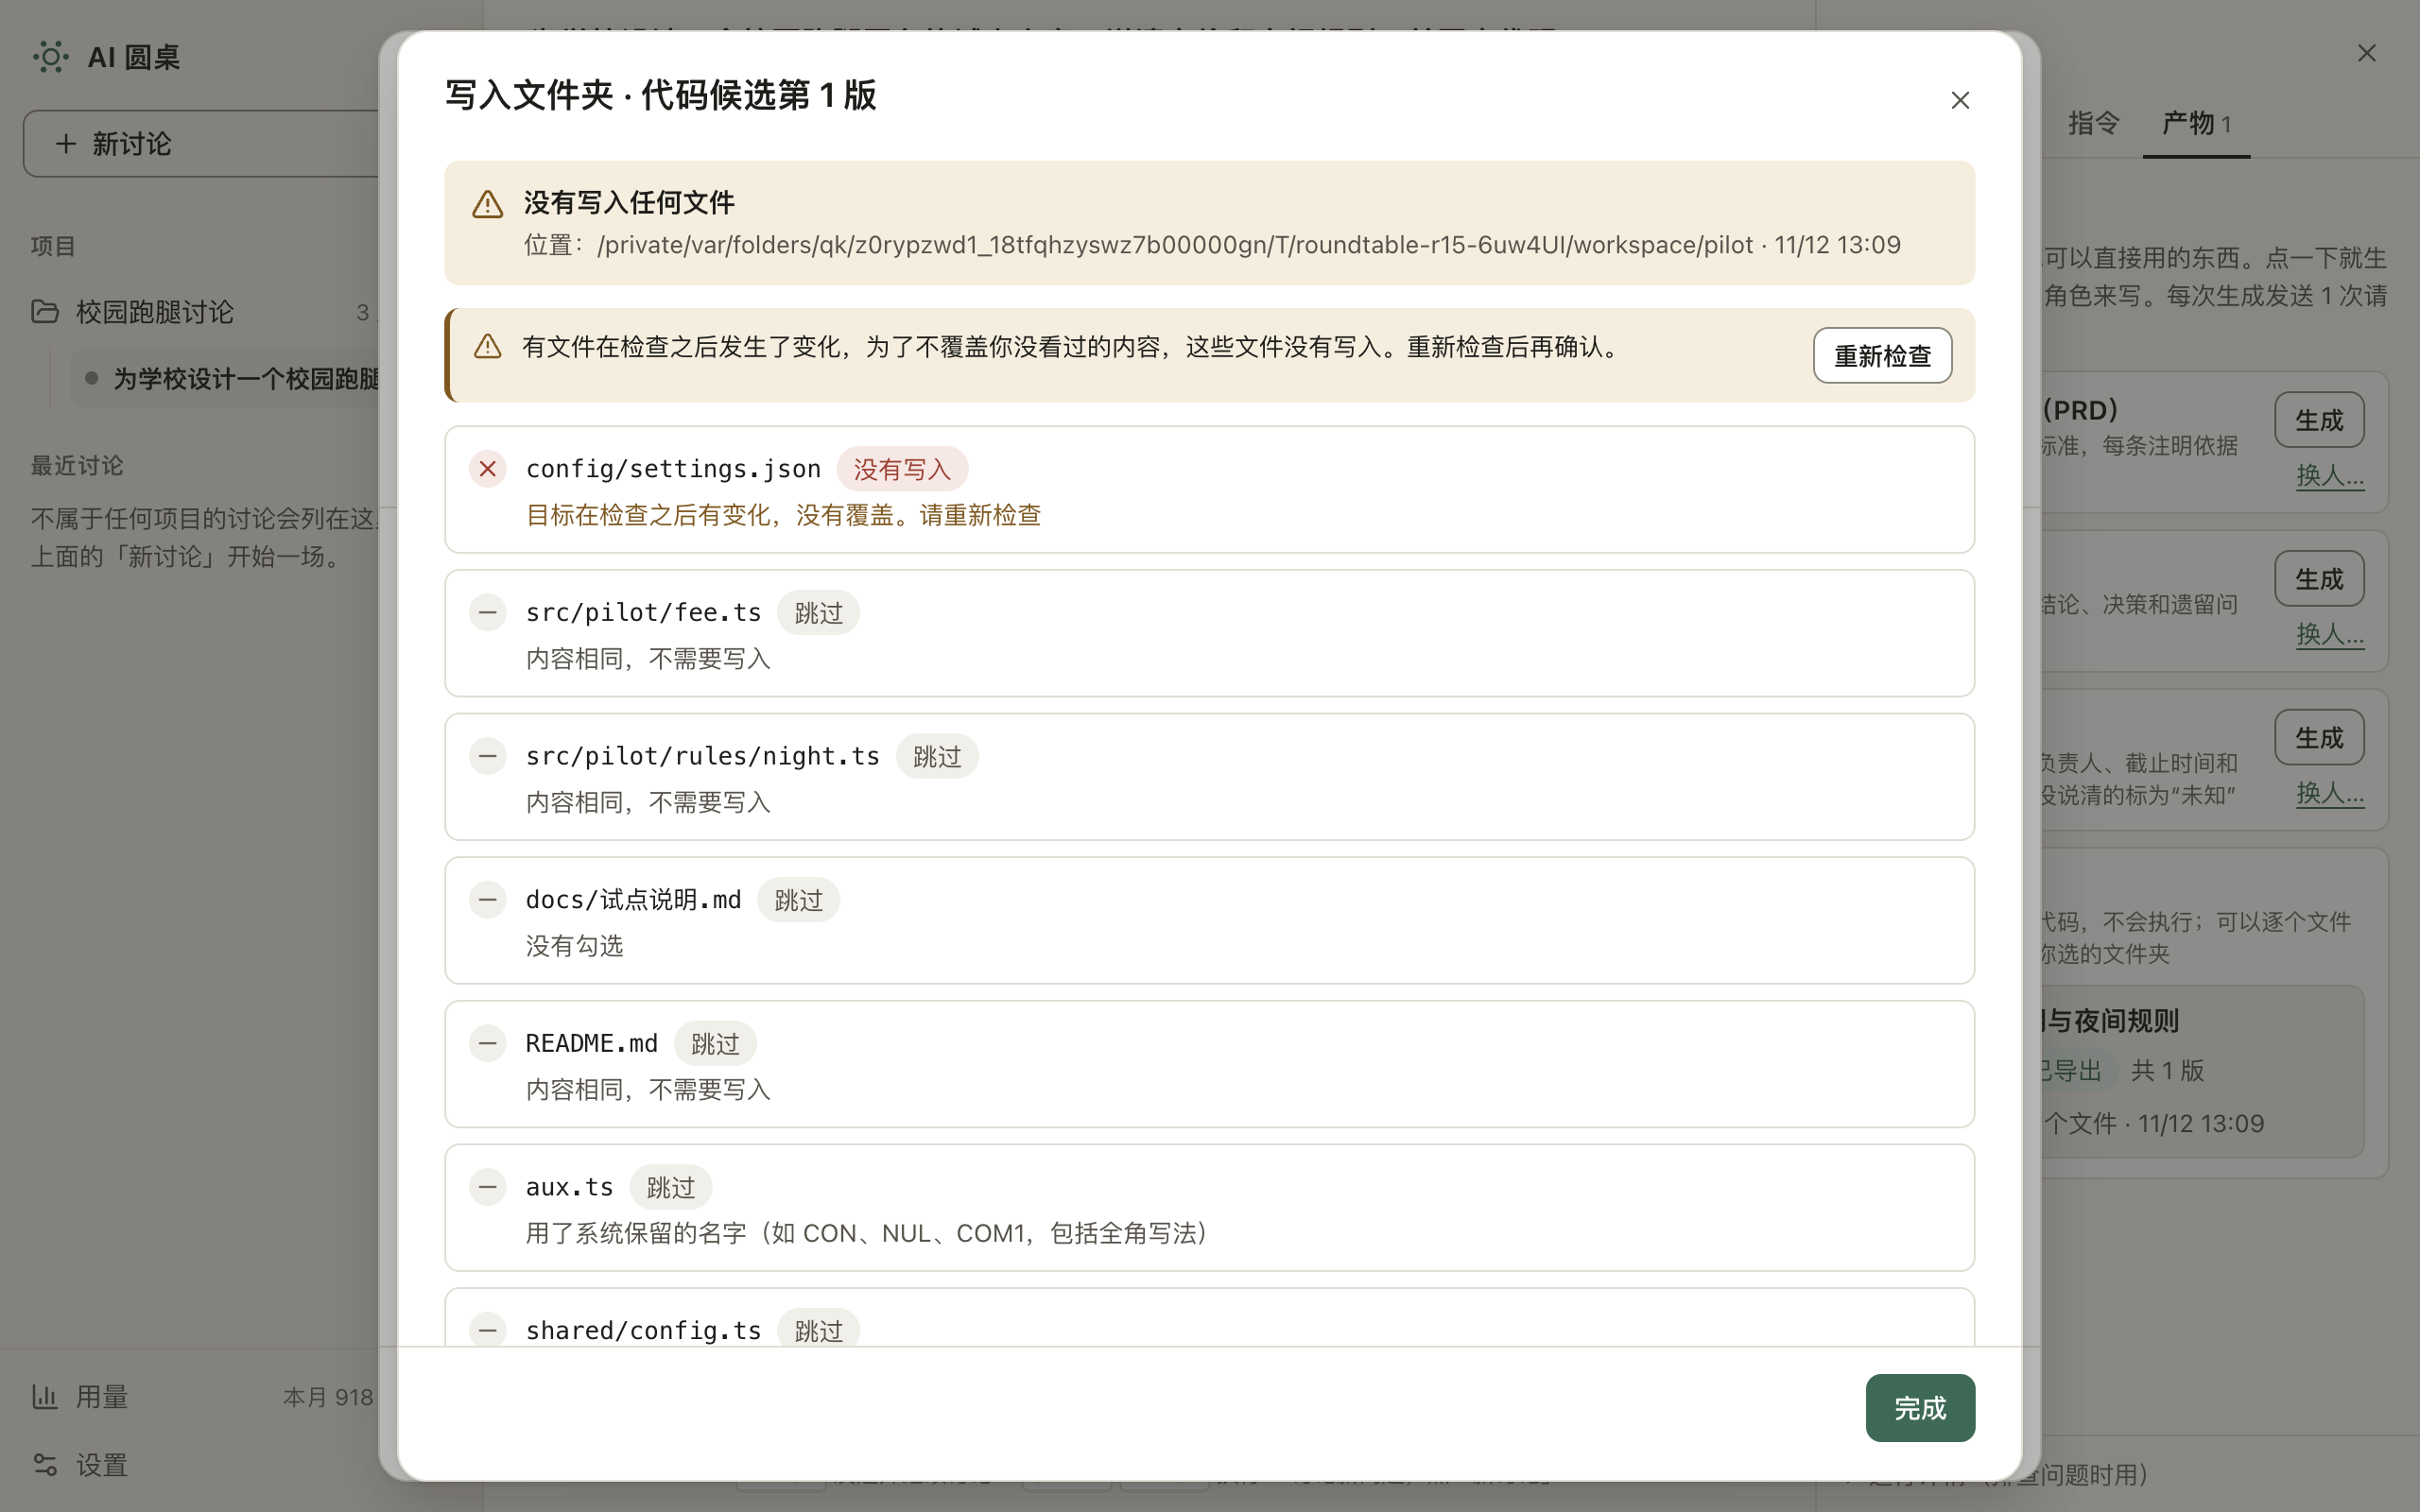 AI 圆桌
新讨论
项目
校园跑腿讨论 3
为学校设计一个校园跑腿
最近讨论
不属于任何项目的讨论会列在这
上面的「新讨论」开始一场。
用量 本月 918
设置
写入文件夹 · 代码候选第 1 版
没有写入任何文件
位置：/private/var/folders/qk/z0rypzwd1_18tfqhzyswz7b00000gn/T/roundtable-r15-6uw4UI/workspace/pilot · 11/12 13:09
有文件在检查之后发生了变化，为了不覆盖你没看过的内容，这些文件没有写入。重新检查后再确认。
重新检查
config/settings.json 没有写入
目标在检查之后有变化，没有覆盖。请重新检查
src/pilot/fee.ts 跳过
内容相同，不需要写入
src/pilot/rules/night.ts 跳过
内容相同，不需要写入
docs/试点说明.md 跳过
没有勾选
README.md 跳过
内容相同，不需要写入
aux.ts 跳过
用了系统保留的名字（如 CON、NUL、COM1，包括全角写法）
shared/config.ts 跳过
完成
指令 产物 1
可以直接用的东西。点一下就生
角色来写。每次生成发送 1 次请
（PRD）
生成
标准，每条注明依据
换人...
生成
结论、决策和遗留问
换人...
生成
负责人、截止时间和
没说清的标为“未知”
换人...
代码，不会执行；可以逐个文件
你选的文件夹
与夜间规则
已导出 共 1 版
个文件 · 11/12 13:09